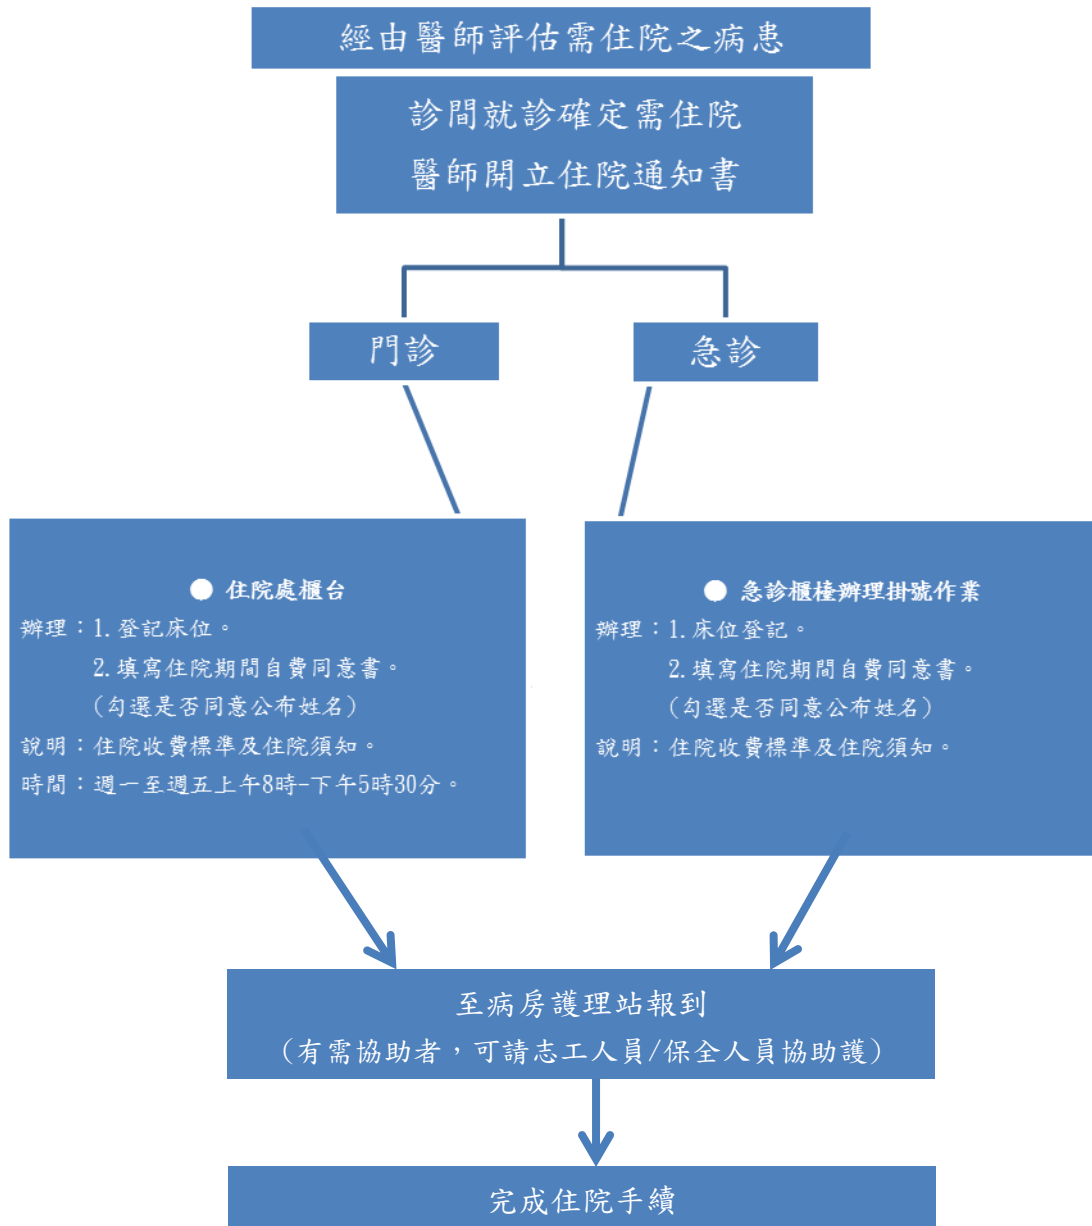 經由醫師評估需住院之病患
診間就診確定需住院
醫師開立住院通知書
門診
急診
● 住院處櫃台
辦理：1.登記床位。
2.填寫住院期間自費同意書。
(勾選是否同意公布姓名)
說明：住院收費標準及住院須知。
時間：週一至週五上午8時-下午5時30分。
● 急診櫃檯辦理掛號作業
辦理：1.床位登記。
2.填寫住院期間自費同意書。
(勾選是否同意公布姓名)
說明：住院收費標準及住院須知。
至病房護理站報到
(有需協助者，可請志工人員/保全人員協助護)
完成住院手續